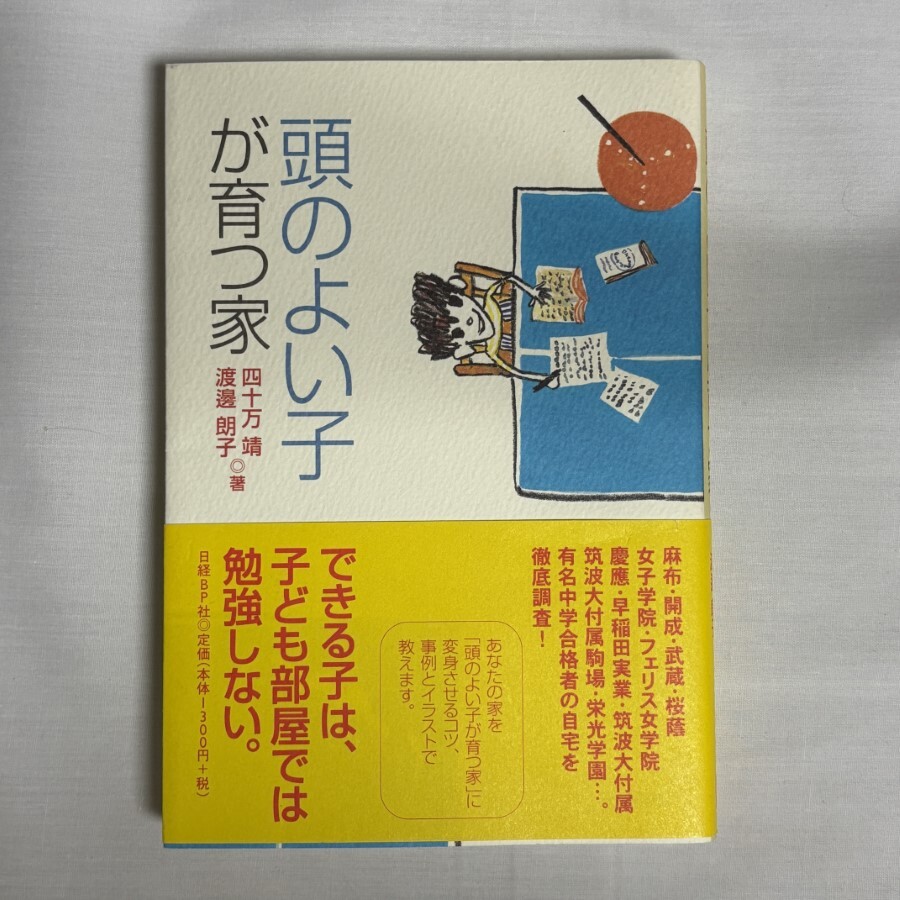 頭のよい子
が育つ家
四十万 靖
渡邊 朗子◎著
麻布・開成・武蔵・桜蔭
女子学院・フェリス女学院
慶應・早稲田実業・筑波大付属
筑波大付属駒場・栄光学園…。
有名中学合格者の自宅を
徹底調査!
あなたの家を
「頭のよい子が育つ家」に
変身させるコツ、
事例とイラストで
教えます。
できる子は、
子ども部屋では
勉強しない。
日経BP社◎定価(本体1300円+税)